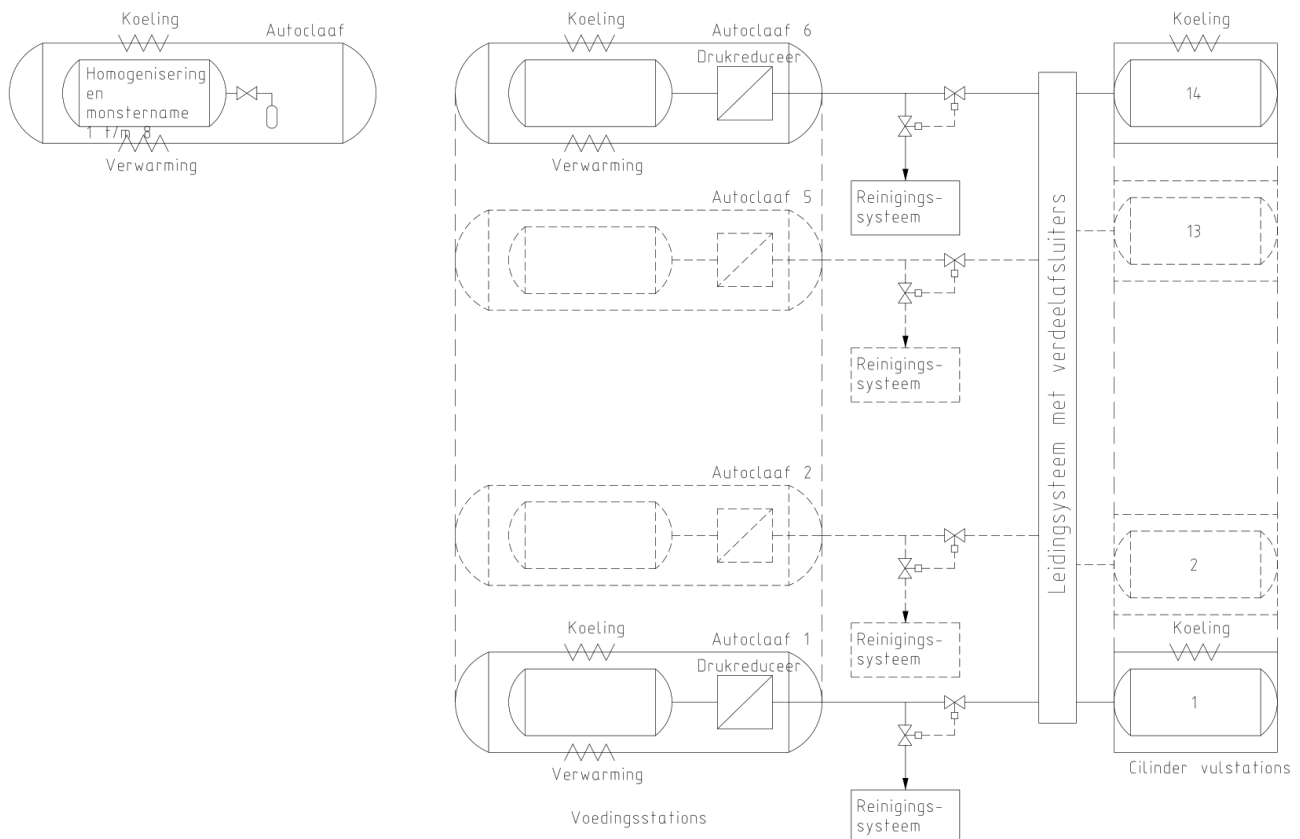 Koeling
Autoclaaf
Homogenisering
en
monstername
1 t/m 8
Verwarming
Koeling
Autoclaaf 6
Drukreduceer
Verwarming
Reinigings-
systeem
Autoclaaf 5
Reinigings-
systeem
Autoclaaf 2
Reinigings-
systeem
Koeling
Autoclaaf 1
Drukreduceer
Verwarming
Reinigings-
systeem
Voedingsstations
Leidingsysteem met verdeelafsluiters
Koeling
14
13
2
Koeling
1
Cilinder vulstations